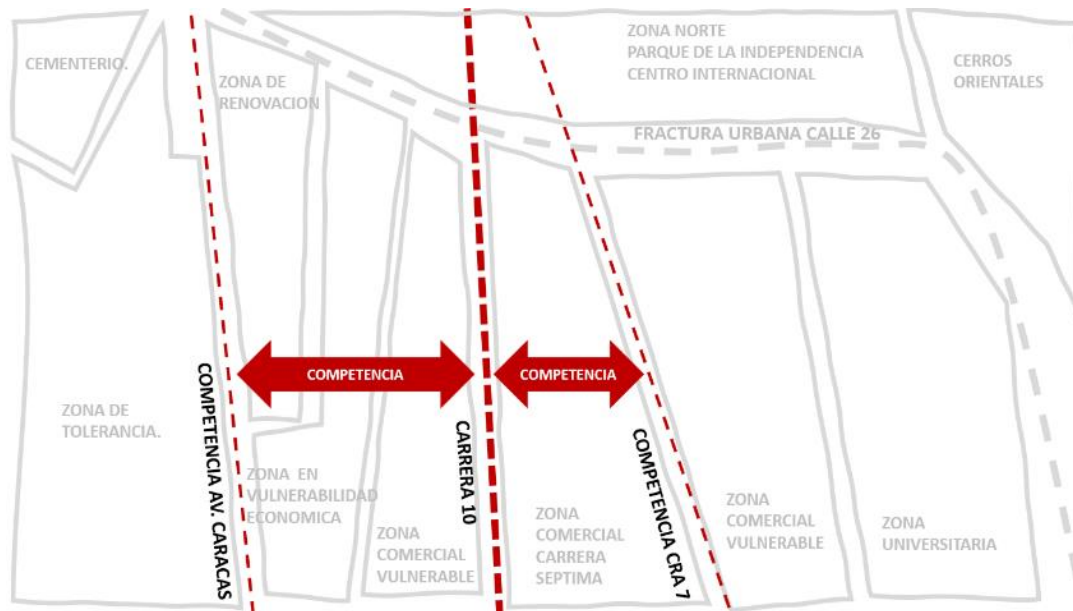 CEMENTERIO.
ZONA DE
RENOVACION
ZONA NORTE
PARQUE DE LA INDEPENDENCIA
CENTRO INTERNACIONAL
CERROS
ORIENTALES
FRACTURA URBANA CALLE 26
COMPETENCIA
COMPETENCIA
COMPETENCIA AV. CARACAS
CARRERA 10
COMPETENCIA CRA 7
ZONA DE
TOLERANCIA.
ZONA EN
VULNERABILIDAD
ECONOMICA
ZONA
COMERCIAL
VULNERABLE
ZONA
COMERCIAL
CARRERA
SEPTIMA
ZONA
COMERCIAL
VULNERABLE
ZONA
UNIVERSITARIA